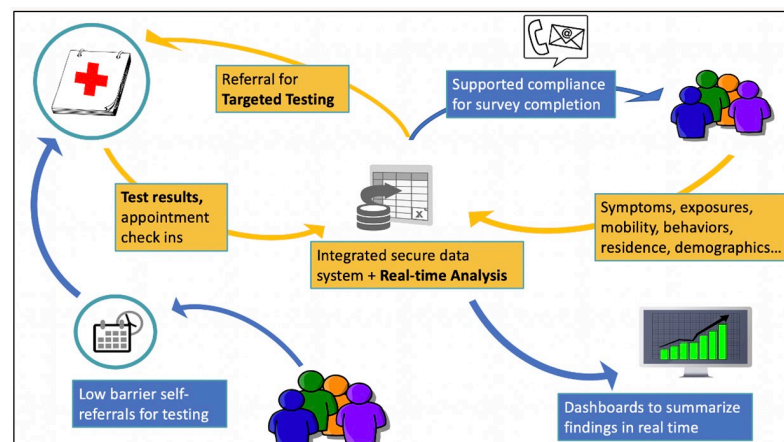 Referral for
Targeted Testing
Supported compliance
for survey completion
Test results,
appointment
check ins
Integrated secure data
system + Real-time Analysis
Symptoms, exposures,
mobility, behaviors,
residence, demographics...
Low barrier self-
referrals for testing
Dashboards to summarize
findings in real time